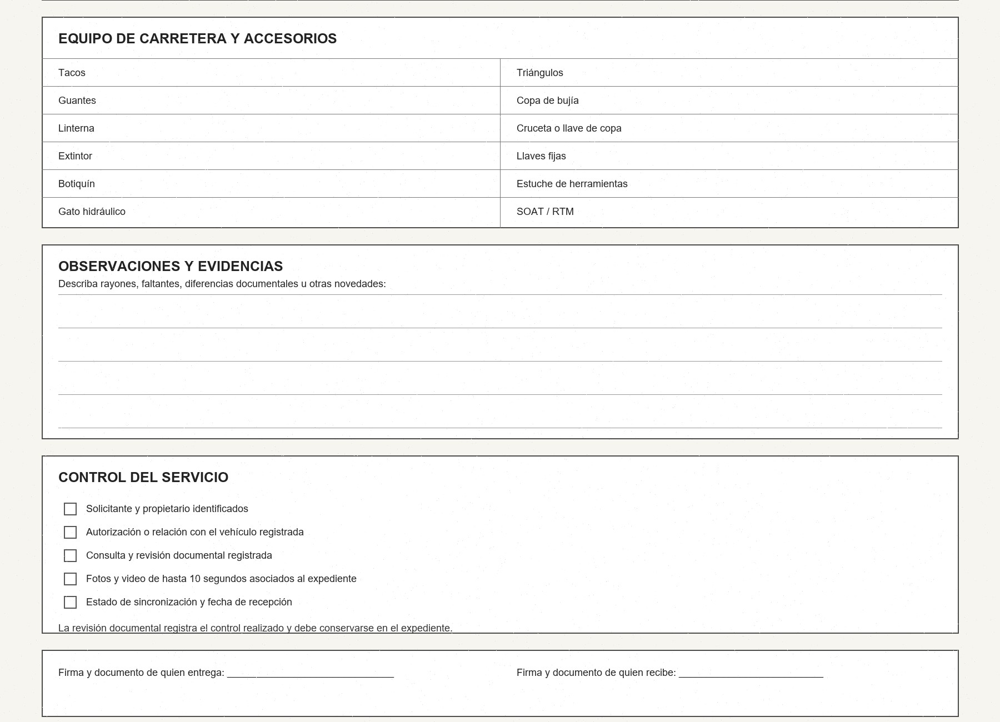 EQUIPO DE CARRETERA Y ACCESORIOS
Tacos
Triángulos
Guantes
Copa de bujía
Linterna
Cruceta o llave de copa
Extintor
Llaves fijas
Botiquín
Estuche de herramientas
Gato hidráulico
SOAT / RTM
OBSERVACIONES Y EVIDENCIAS
Describa rayones, faltantes, diferencias documentales u otras novedades:
CONTROL DEL SERVICIO
Solicitante y propietario identificados
Autorización o relación con el vehículo registrada
Consulta y revisión documental registrada
Fotos y video de hasta 10 segundos asociados al expediente
Estado de sincronización y fecha de recepción
La revisión documental registra el control realizado y debe conservarse en el expediente.
Firma y documento de quien entrega: ______________________________
Firma y documento de quien recibe: __________________________